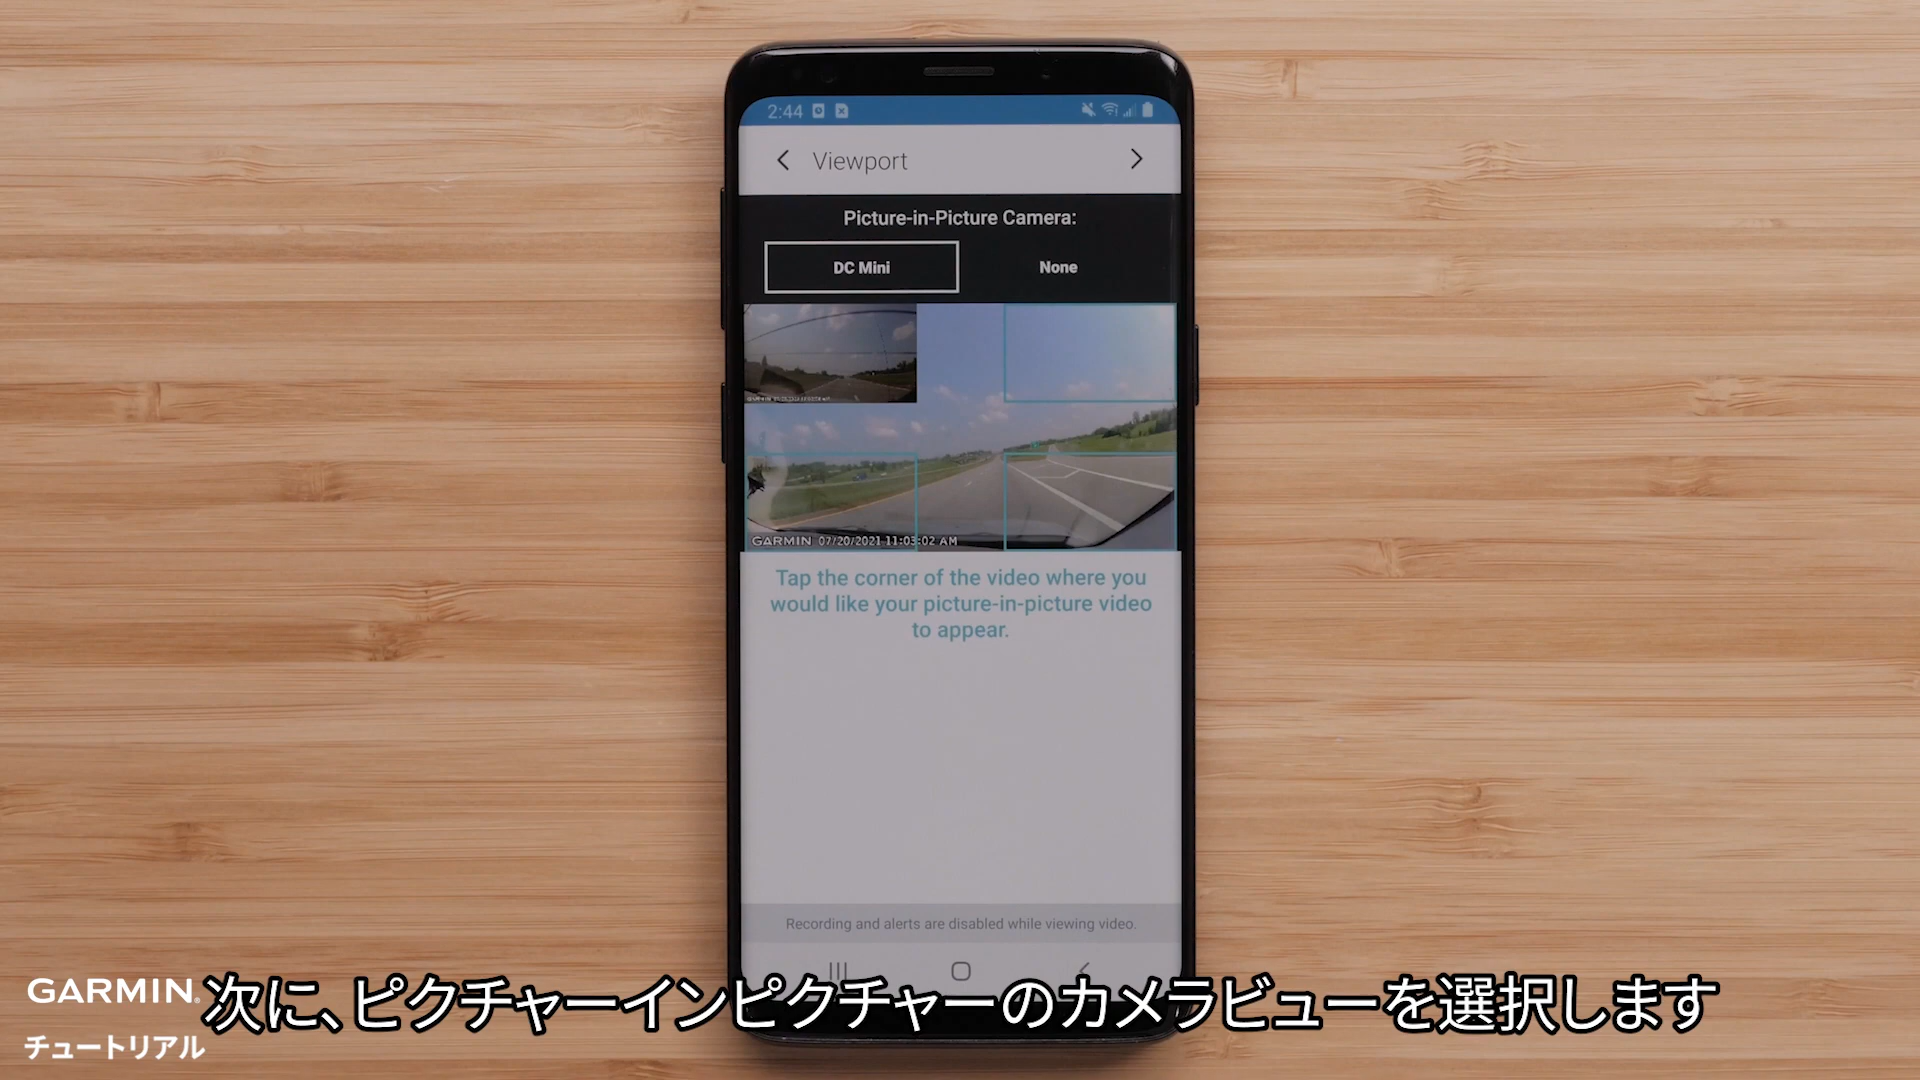 2:44
Viewport
Picture-in-Picture Camera:
DC Mini
None
GARMIN 07/20/2021 11:03:02 AM
Tap the corner of the video where you
would like your picture-in-picture video
to appear.
Recording and alerts are disabled while viewing video.
GARMIN®
チュートリアル
次に、ピクチャーインピクチャーのカメラビューを選択します